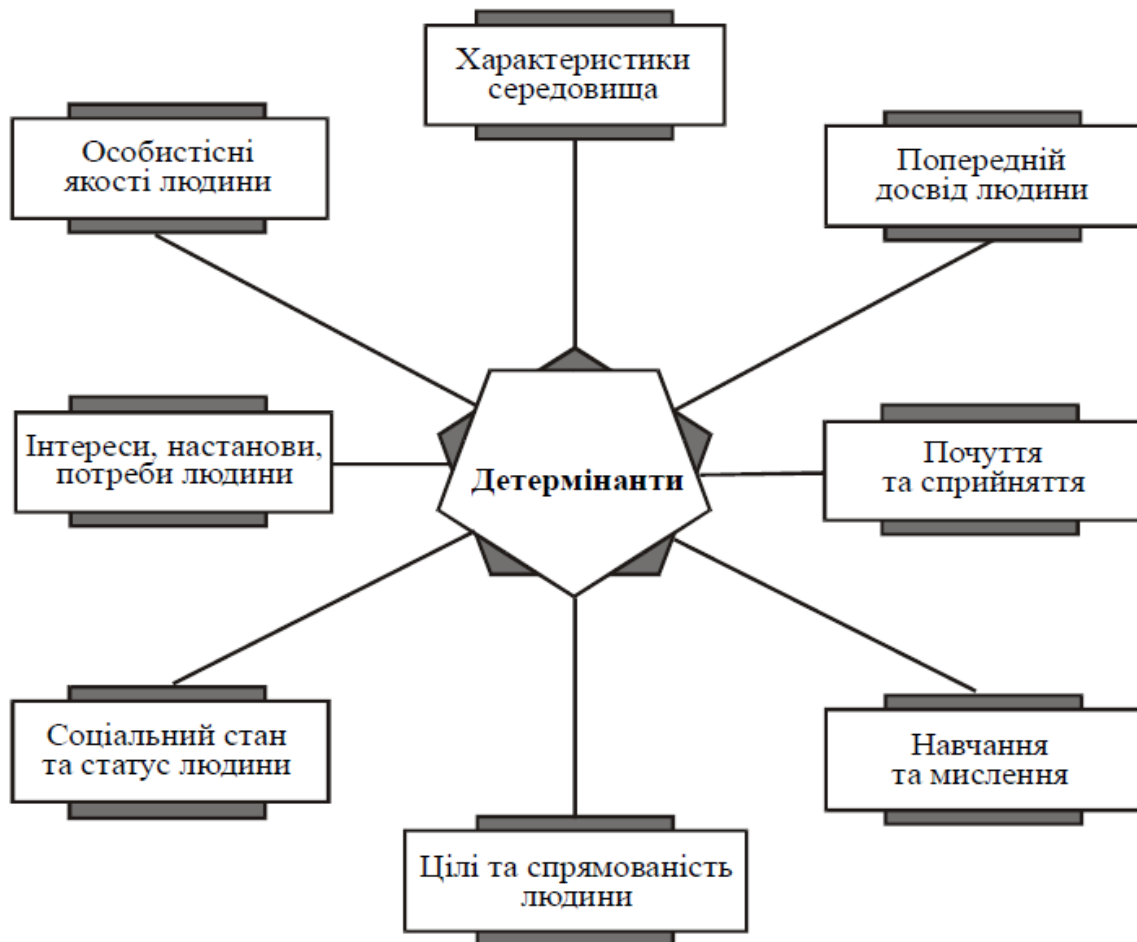 Характеристики
середовища
Особистісні
якості людини
Попередній
досвід людини
Інтереси, настанови,
потреби людини
Детермінанти
Почуття
та сприйняття
Соціальний стан
та статус людини
Навчання
та мислення
Цілі та спрямованість
людини